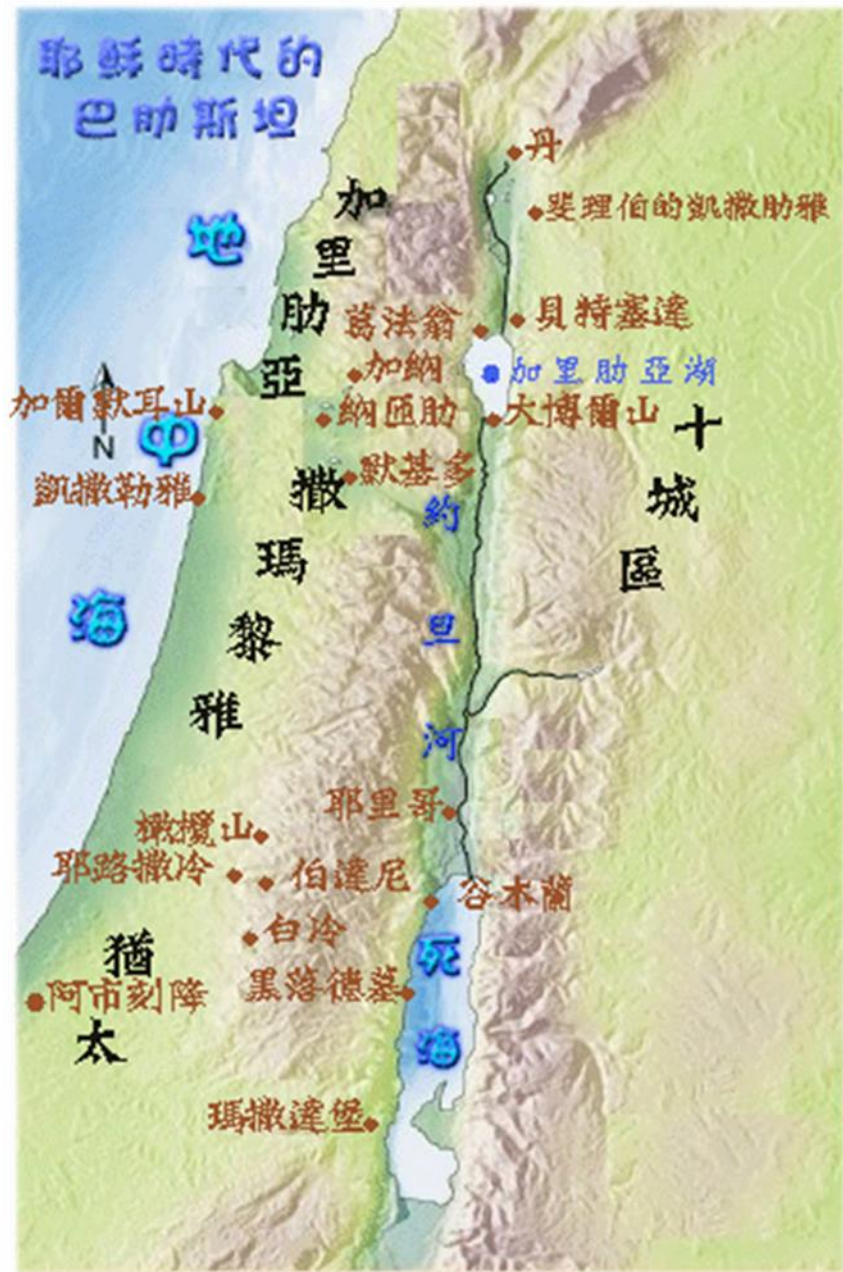 耶穌時代的
巴肋斯坦
地中海
加里肋亞
丹
斐理伯的凱撒肋雅
葛法翁
貝特塞達
加納
加里肋亞湖
加爾默耳山
納匝肋
大博爾山
十城區
默基多
凱撒勒雅
撒瑪黎雅
約旦河
N
耶里哥
橄欖山
耶路撒冷
伯達尼
谷木蘭
白冷
死海
猶太
阿市刻隆
黑落德墓
瑪撒達堡